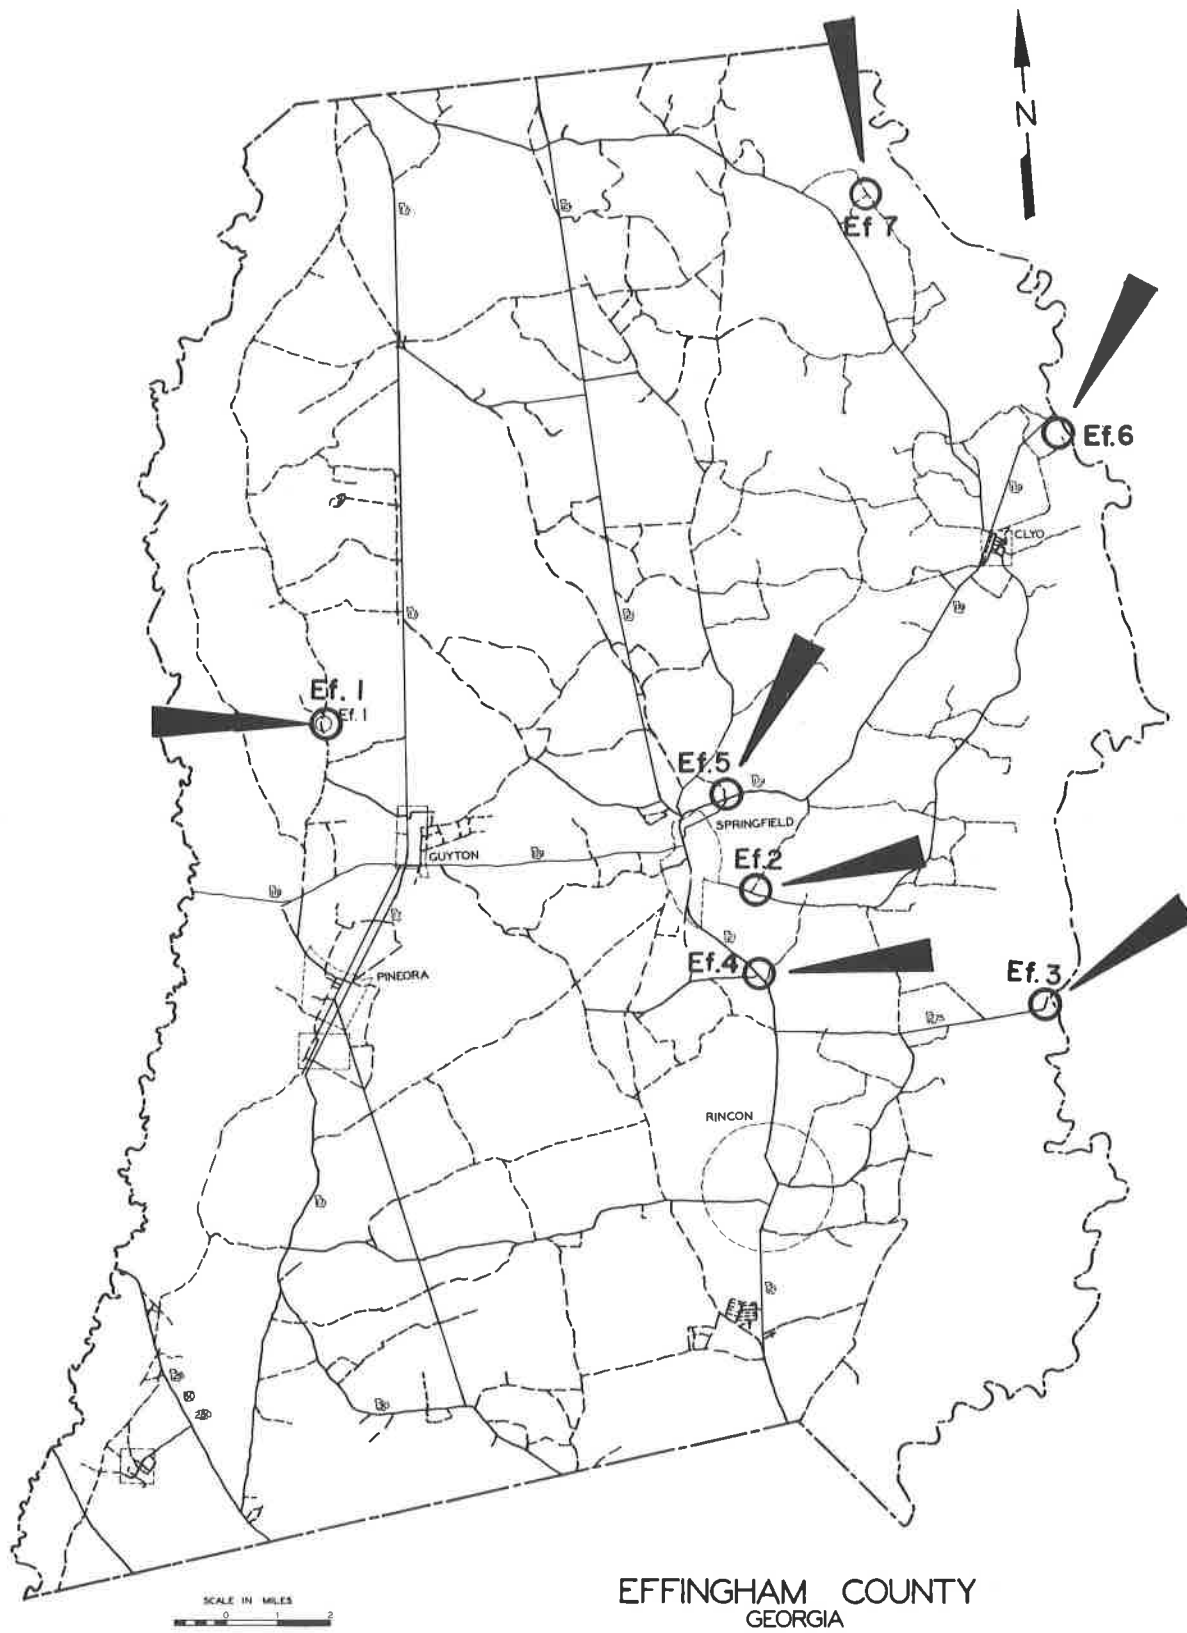 N
Ef 7
Ef.6
CLYO
Ef. 1
Ef. 1
Ef.5
SPRINGFIELD
GUYTON
Ef.2
Ef.4
PINEORA
Ef. 3
RINCON
SCALE IN MILES
0 1 2
EFFINGHAM COUNTY
GEORGIA